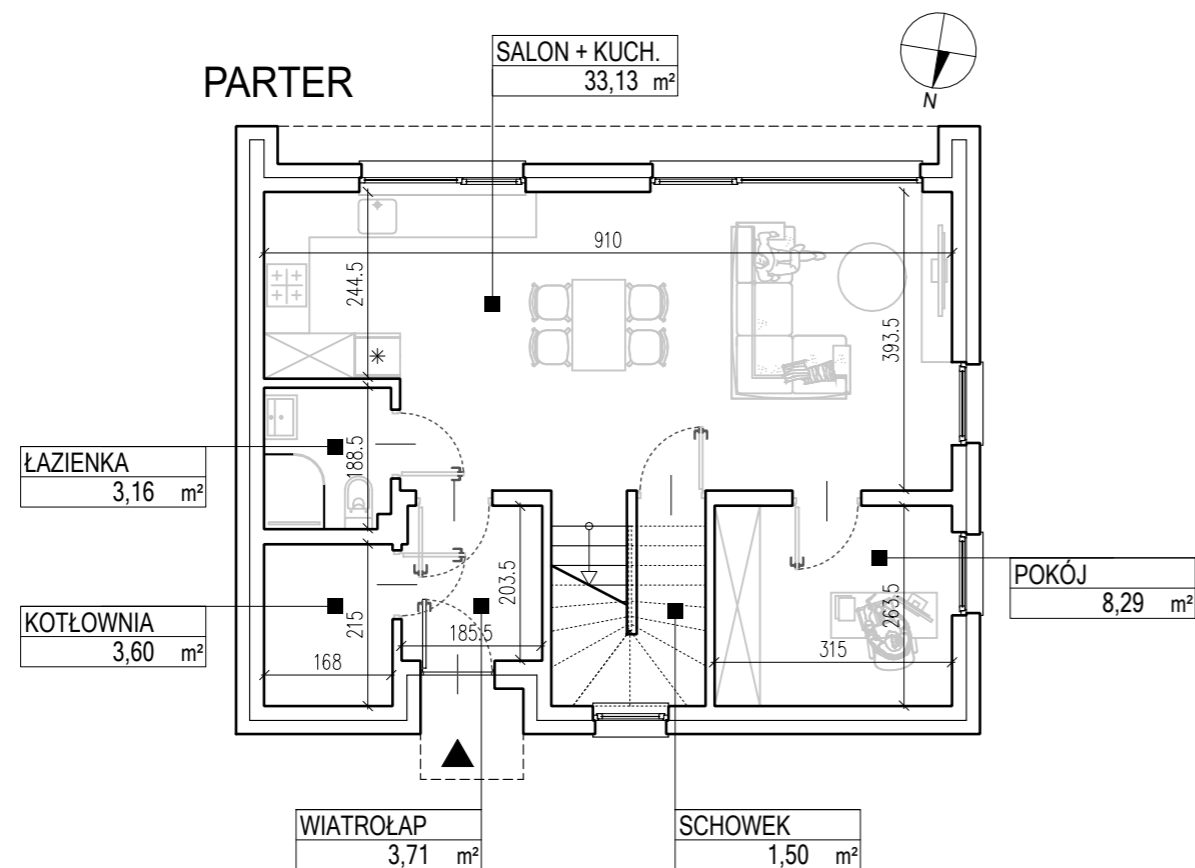 PARTER
SALON + KUCH.
33,13 m²
N
910
244.5
393.5
188.5
ŁAZIENKA
3,16 m²
203.5
POKÓJ
8,29 m²
263.5
KOTŁOWNIA
3,60 m²
215
185.5
168
315
WIATROŁAP
3,71 m²
SCHOWEK
1,50 m²